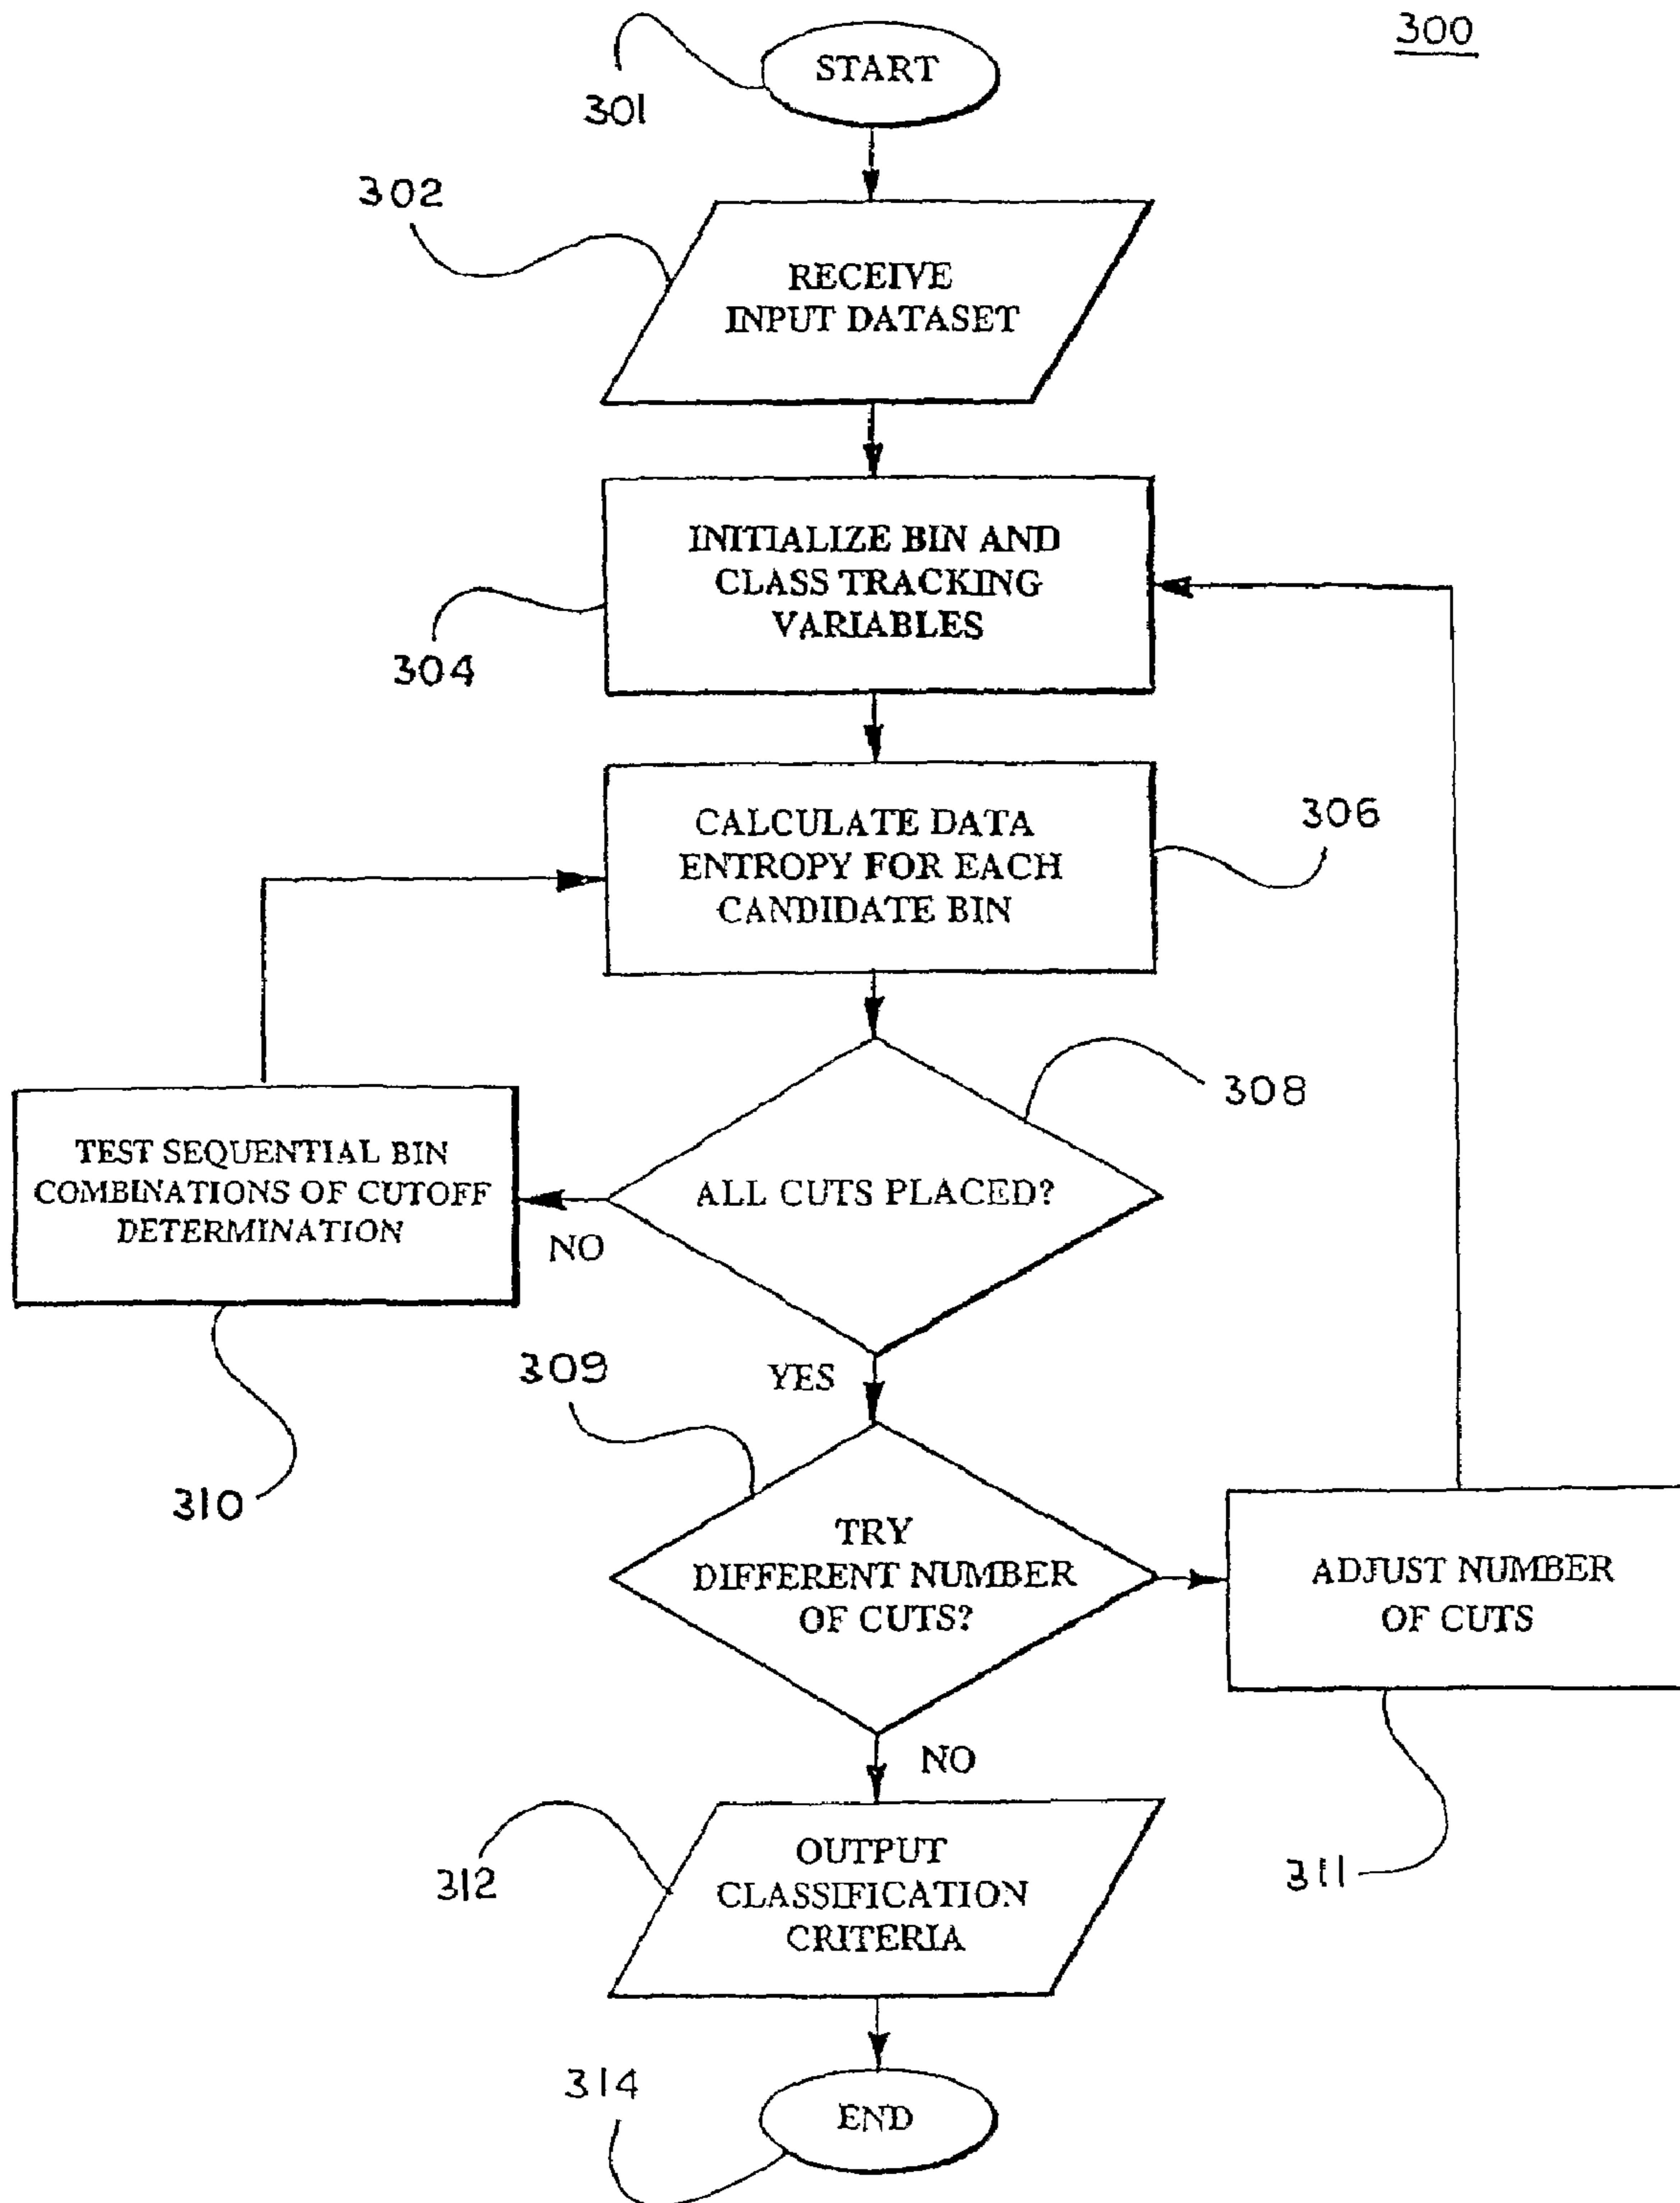 300
START
301
302
RECEIVE
INPUT DATASET
INITIALIZE BIN AND
CLASS TRACKING
VARIABLES
304
CALCULATE DATA
ENTROPY FOR EACH
CANDIDATE BIN
306
308
ALL CUTS PLACED?
TEST SEQUENTIAL BIN
COMBINATIONS OF CUTOFF
DETERMINATION
NO
310
YES
309
TRY
DIFFERENT NUMBER
OF CUTS?
ADJUST NUMBER
OF CUTS
311
NO
OUTPUT
CLASSIFICATION
CRITERIA
312
314
END